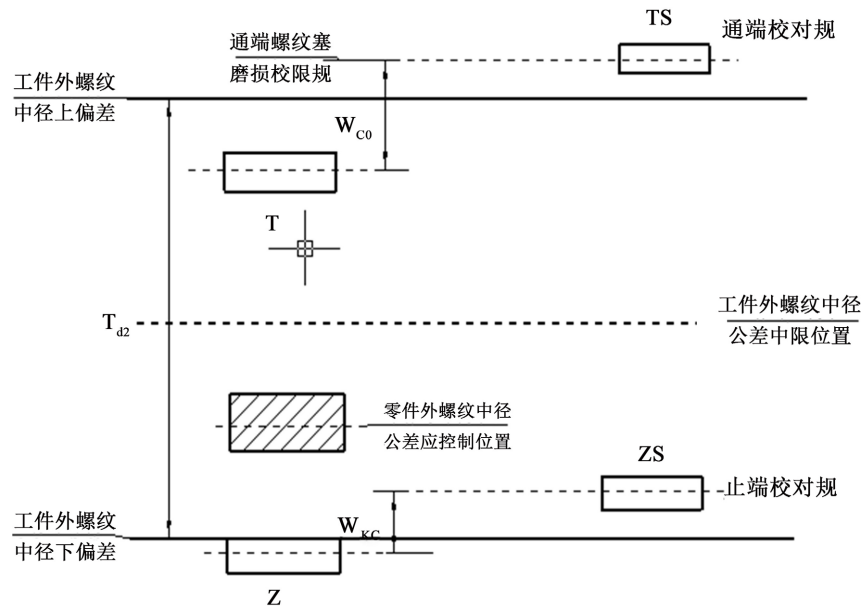 TS
通端校对规
通端螺纹塞
磨损校限规
工件外螺纹
中径上偏差
W_C0
T
T_d2
工件外螺纹中径
公差中限位置
零件外螺纹中径
公差应控制位置
ZS
止端校对规
W_KC
工件外螺纹
中径下偏差
Z